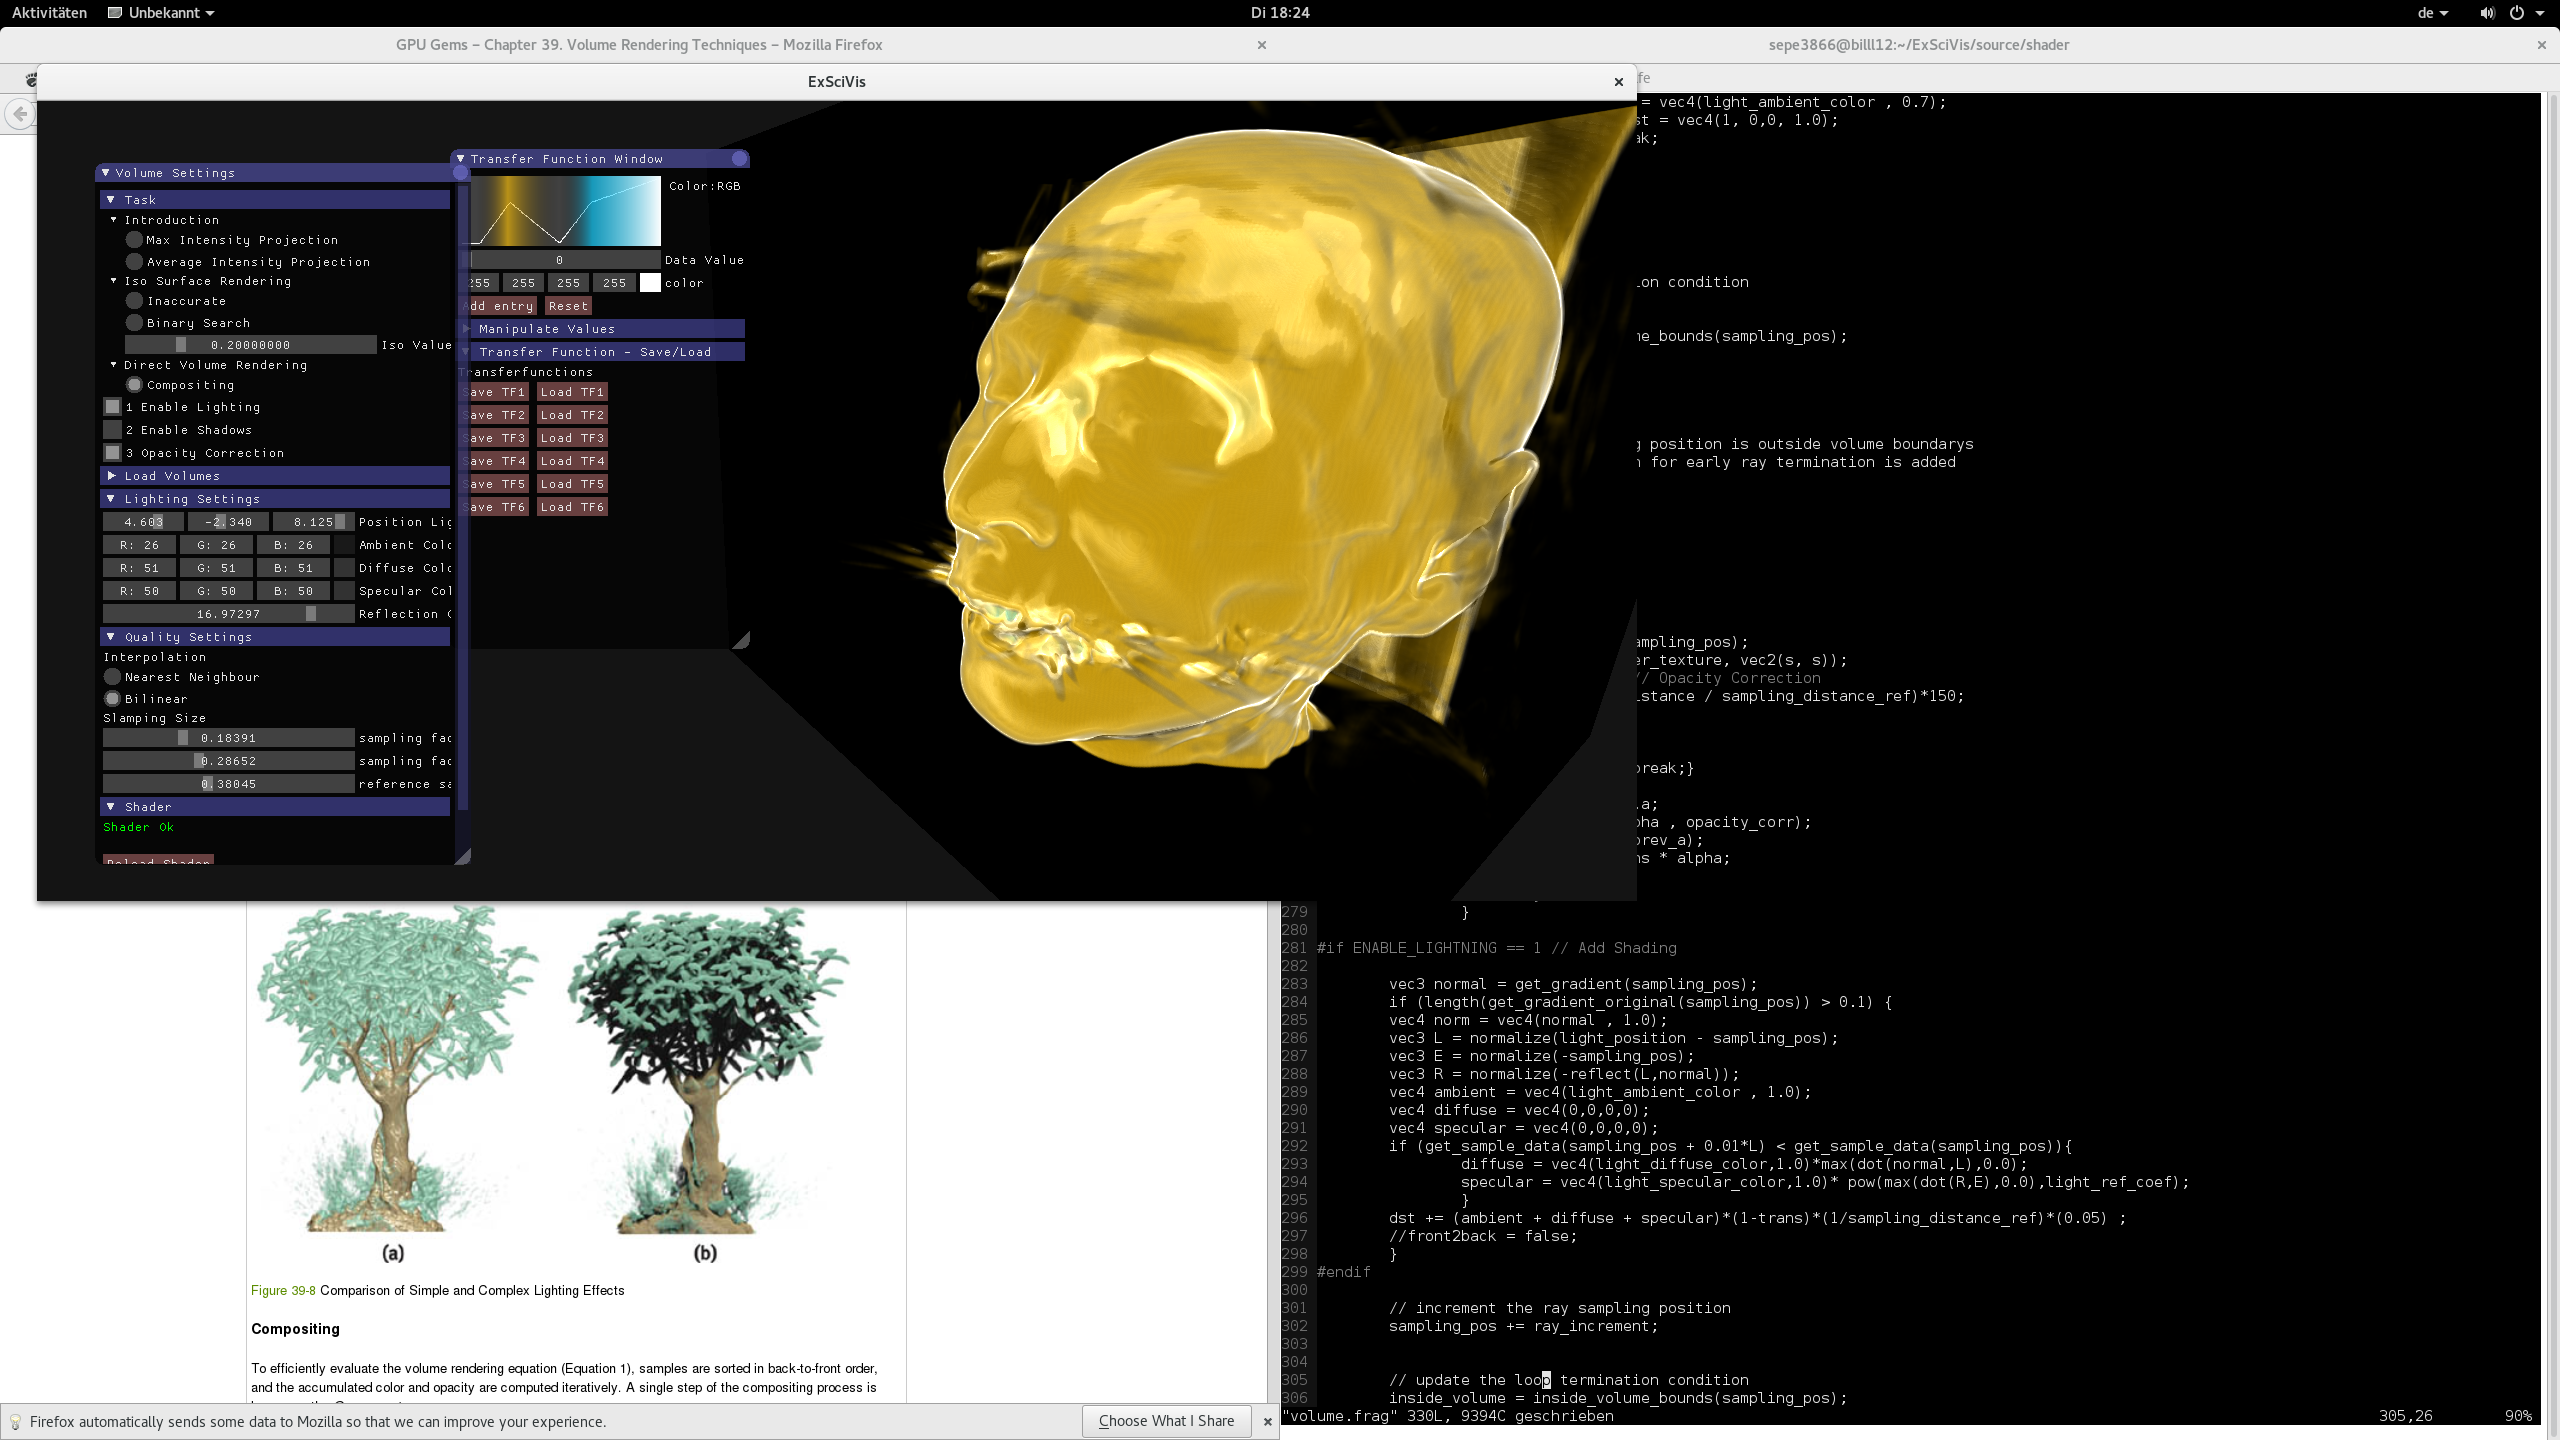 Aktivitäten Unbekannt
Di 18:24
de
GPU Gems – Chapter 39. Volume Rendering Techniques – Mozilla Firefox
sepe3866@billl12:~/ExSciVis/source/shader
ExSciVis
Volume Settings
Task
Introduction
Max Intensity Projection
Average Intensity Projection
Iso Surface Rendering
Inaccurate
Binary Search
0.20000000 Iso Value
Direct Volume Rendering
Compositing
1 Enable Lighting
2 Enable Shadows
3 Opacity Correction
Load Volumes
Lighting Settings
4.603 -2.340 8.125 Position Lig
R: 26 G: 26 B: 26 Ambient Colo
R: 51 G: 51 B: 51 Diffuse Colo
R: 50 G: 50 B: 50 Specular Col
16.97297 Reflection
Quality Settings
Interpolation
Nearest Neighbour
Bilinear
Slamping Size
0.18391 sampling fac
0.28652 sampling fac
0.38045 reference sa
Shader
Shader Ok
Reload Shader
Transfer Function Window
Color:RGB
0 Data Value
255 255 255 255 color
Add entry Reset
Manipulate Values
Transfer Function - Save/Load
Transferfunctions
Save TF1 Load TF1
Save TF2 Load TF2
Save TF3 Load TF3
Save TF4 Load TF4
Save TF5 Load TF5
Save TF6 Load TF6
fe
= vec4(light_ambient_color , 0.7);
st = vec4(1, 0,0, 1.0);
ak;
ion condition
me_bounds(sampling_pos);
g position is outside volume boundarys
n for early ray termination is added
ampling_pos);
er_texture, vec2(s, s));
// Opacity Correction
istance / sampling_distance_ref)*150;
break;}
.a;
pha , opacity_corr);
prev_a);
ns * alpha;
279 }
280
281 #if ENABLE_LIGHTNING == 1 // Add Shading
282
283 vec3 normal = get_gradient(sampling_pos);
284 if (length(get_gradient_original(sampling_pos)) > 0.1) {
285 vec4 norm = vec4(normal , 1.0);
286 vec3 L = normalize(light_position - sampling_pos);
287 vec3 E = normalize(-sampling_pos);
288 vec3 R = normalize(-reflect(L,normal));
289 vec4 ambient = vec4(light_ambient_color , 1.0);
290 vec4 diffuse = vec4(0,0,0,0);
291 vec4 specular = vec4(0,0,0,0);
292 if (get_sample_data(sampling_pos + 0.01*L) < get_sample_data(sampling_pos)){
293 diffuse = vec4(light_diffuse_color,1.0)*max(dot(normal,L),0.0);
294 specular = vec4(light_specular_color,1.0)* pow(max(dot(R,E),0.0),light_ref_coef);
295 }
296 dst += (ambient + diffuse + specular)*(1-trans)*(1/sampling_distance_ref)*(0.05) ;
297 //front2back = false;
298 }
299 #endif
300
301 // increment the ray sampling position
302 sampling_pos += ray_increment;
303
304
305 // update the loop termination condition
306 inside_volume = inside_volume_bounds(sampling_pos);
"volume.frag" 330L, 9394C geschrieben 305,26 90%
(a) (b)
Figure 39-8 Comparison of Simple and Complex Lighting Effects
Compositing
To efficiently evaluate the volume rendering equation (Equation 1), samples are sorted in back-to-front order,
and the accumulated color and opacity are computed iteratively. A single step of the compositing process is
Firefox automatically sends some data to Mozilla so that we can improve your experience.
Choose What I Share